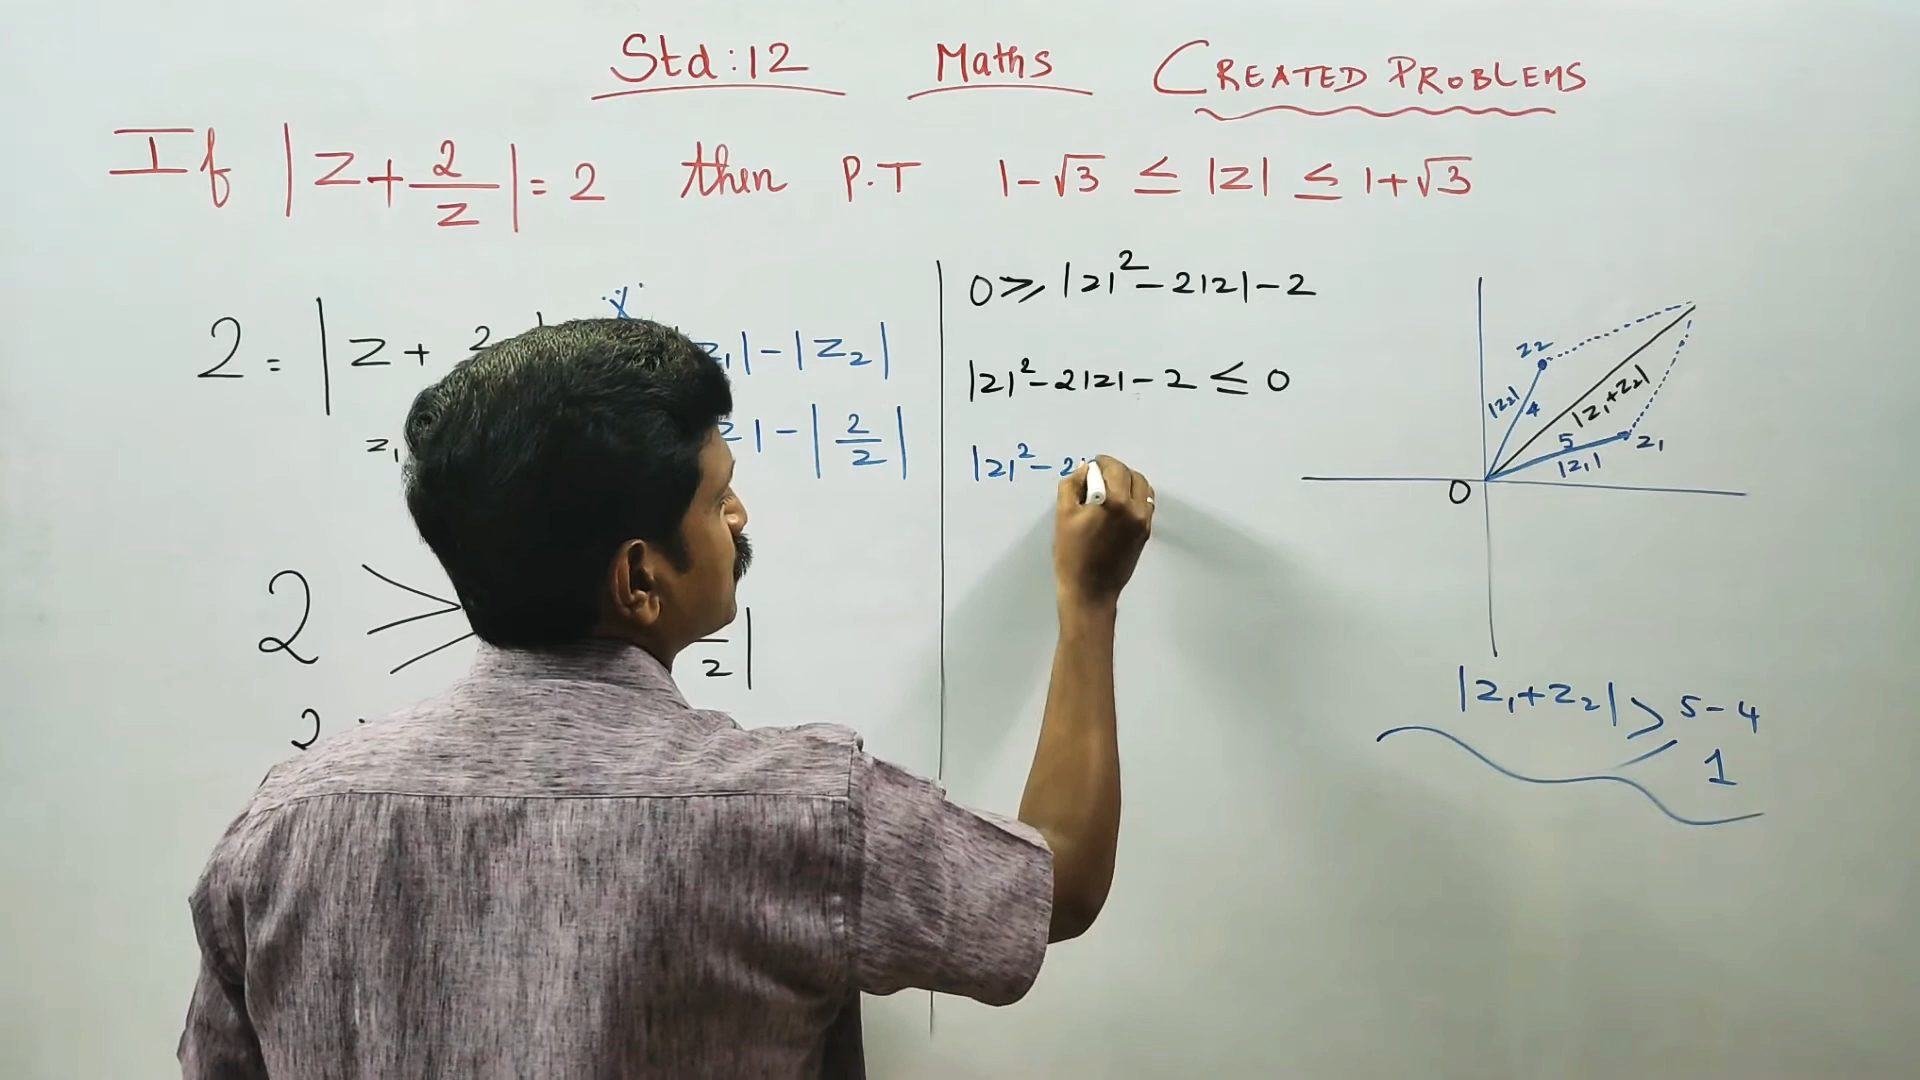 Std:12 Maths CREATED PROBLEMS
If |z+2/z|=2 then P.T 1-√3 ≤ |z| ≤ 1+√3
2 = |z + 2
|-|z₂|
z₁
|-|2/z|
2 ≥
z|
2
0 ≥ |z|²-2|z|-2
|z|²-2|z|-2 ≤ 0
|z|²-2
z₂
|z₂|
4
|z₁+z₂|
5
|z₁|
z₁
0
|z₁+z₂| ≥ 5-4
1